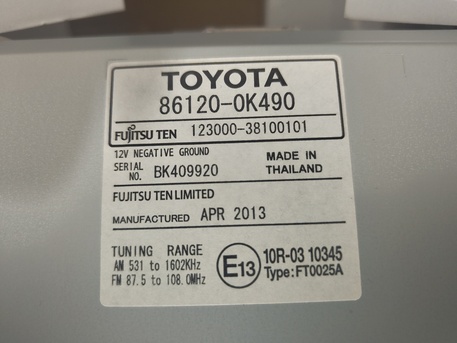 TOYOTA
86120-0K490
FUJITSU TEN 123000-38100101
12V NEGATIVE GROUND
SERIAL NO. BK409920
MADE IN THAILAND
FUJITSU TEN LIMITED
MANUFACTURED APR 2013
TUNING RANGE
AM 531 to 1602KHz
FM 87.5 to 108.0MHz
E13
10R-03 10345
Type:FT0025A